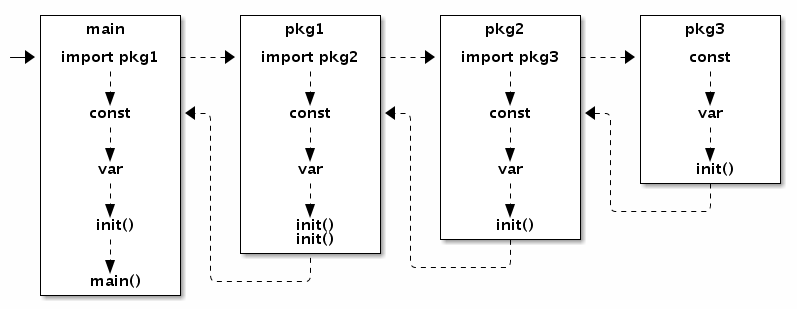 main
import pkg1
const
var
init()
main()
pkg1
import pkg2
const
var
init()
init()
pkg2
import pkg3
const
var
init()
pkg3
const
var
init()